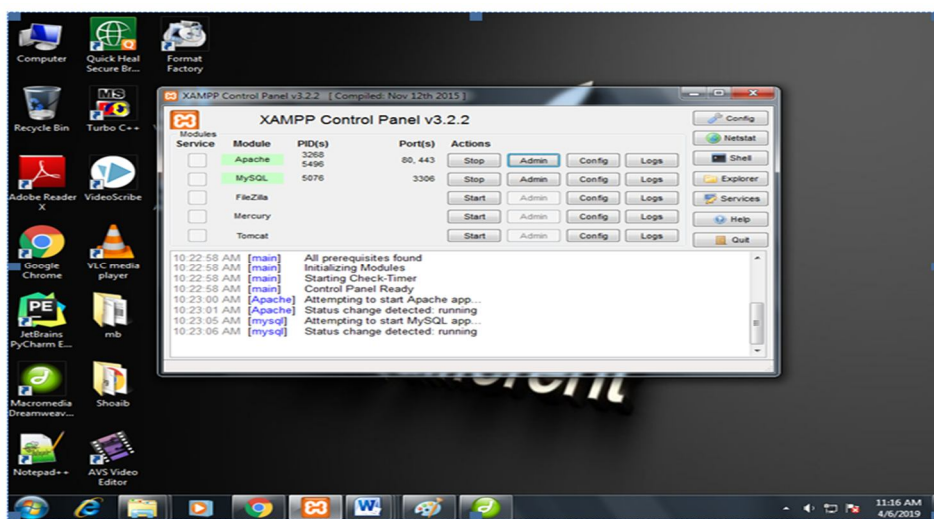 Computer
Quick Heal
Secure Br...
Format
Factory
Recycle Bin
Turbo C++
Adobe Reader
X
VideoScribe
Google
Chrome
VLC media
player
JetBrains
PyCharm E...
mb
Macromedia
Dreamweav...
Shoaib
Notepad++
AVS Video
Editor
XAMPP Control Panel v3.2.2 [ Compiled: Nov 12th 2015 ]
XAMPP Control Panel v3.2.2
Modules
Service Module PID(s) Port(s) Actions
Apache 3268 5496 80, 443 Stop Admin Config Logs
MySQL 5076 3306 Stop Admin Config Logs
FileZilla Start Admin Config Logs
Mercury Start Admin Config Logs
Tomcat Start Admin Config Logs
Config
Netstat
Shell
Explorer
Services
Help
Quit
10:22:58 AM [main] All prerequisites found
10:22:58 AM [main] Initializing Modules
10:22:58 AM [main] Starting Check-Timer
10:22:58 AM [main] Control Panel Ready
10:23:00 AM [Apache] Attempting to start Apache app...
10:23:01 AM [Apache] Status change detected: running
10:23:05 AM [mysql] Attempting to start MySQL app...
10:23:06 AM [mysql] Status change detected: running
11:16 AM
4/6/2019